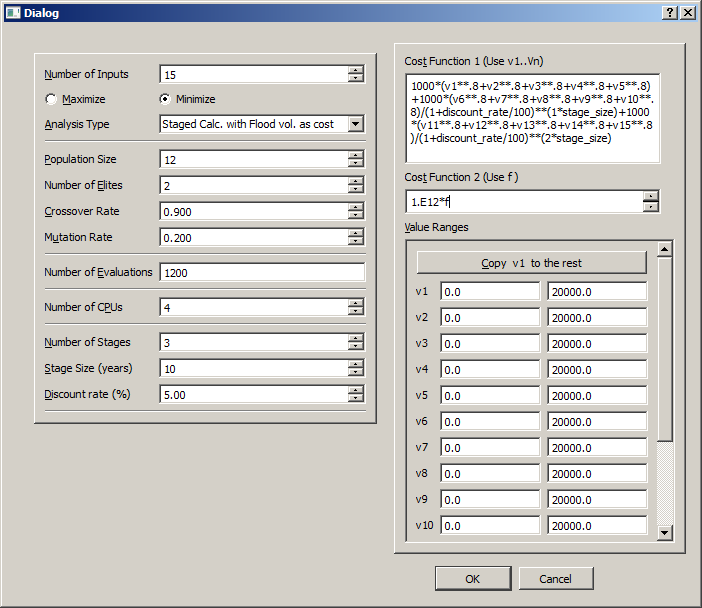 Dialog
Number of Inputs 15
Maximize Minimize
Analysis Type Staged Calc. with Flood vol. as cost
Population Size 12
Number of Elites 2
Crossover Rate 0.900
Mutation Rate 0.200
Number of Evaluations 1200
Number of CPUs 4
Number of Stages 3
Stage Size (years) 10
Discount rate (%) 5.00
Cost Function 1 (Use v1..Vn)
1000*(v1**.8+v2**.8+v3**.8+v4**.8+v5**.8)
+1000*(v6**.8+v7**.8+v8**.8+v9**.8+v10**.
8)/(1+discount_rate/100)**(1*stage_size)+1000
*(v11**.8+v12**.8+v13**.8+v14**.8+v15**.8
)/(1+discount_rate/100)**(2*stage_size)
Cost Function 2 (Use f )
1.E12*f
Value Ranges
Copy v1 to the rest
v1 0.0 20000.0
v2 0.0 20000.0
v3 0.0 20000.0
v4 0.0 20000.0
v5 0.0 20000.0
v6 0.0 20000.0
v7 0.0 20000.0
v8 0.0 20000.0
v9 0.0 20000.0
v10 0.0 20000.0
OK Cancel